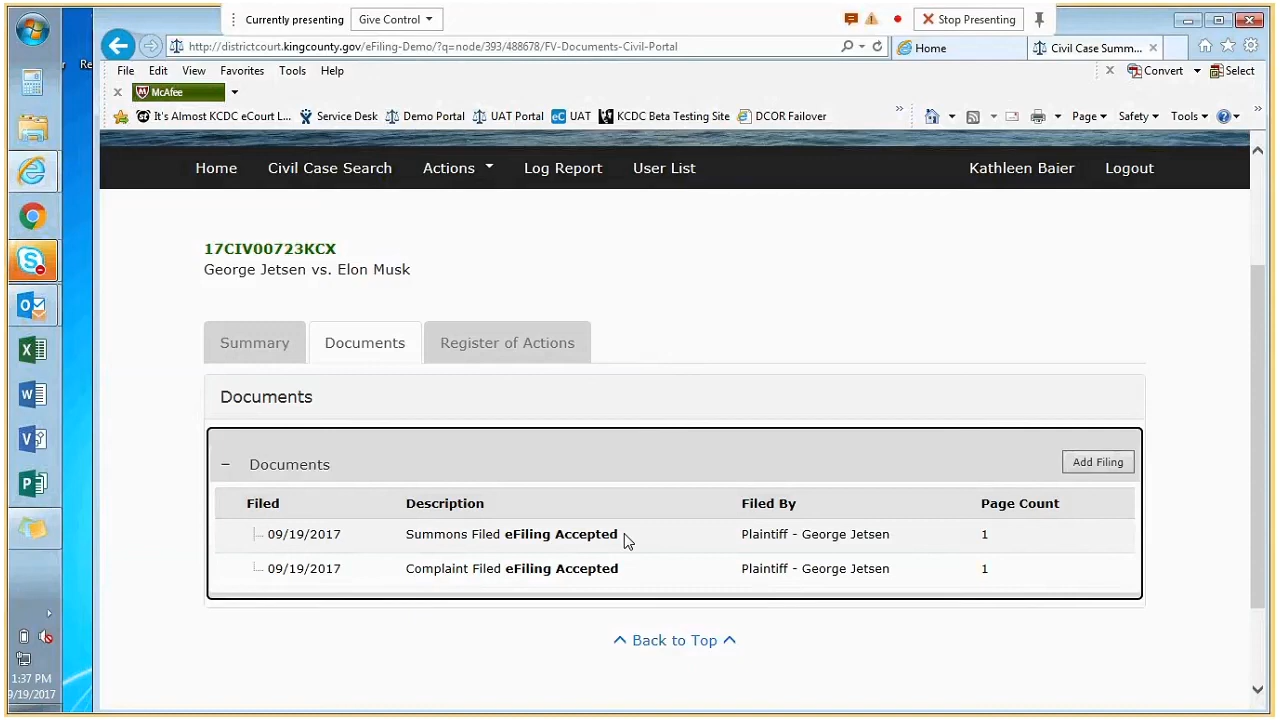 Currently presenting Give Control Stop Presenting
http://districtcourt.kingcounty.gov/eFiling-Demo/?q=node/393/488678/FV-Documents-Civil-Portal Home Civil Case Summ...
File Edit View Favorites Tools Help Convert Select
McAfee
It's Almost KCDC eCourt L... Service Desk Demo Portal UAT Portal eC UAT KCDC Beta Testing Site DCOR Failover Page Safety Tools
Home Civil Case Search Actions Log Report User List Kathleen Baier Logout
17CIV00723KCX
George Jetsen vs. Elon Musk
Summary Documents Register of Actions
Documents
Documents Add Filing
Filed Description Filed By Page Count
09/19/2017 Summons Filed eFiling Accepted Plaintiff - George Jetsen 1
09/19/2017 Complaint Filed eFiling Accepted Plaintiff - George Jetsen 1
Back to Top
1:37 PM
9/19/2017